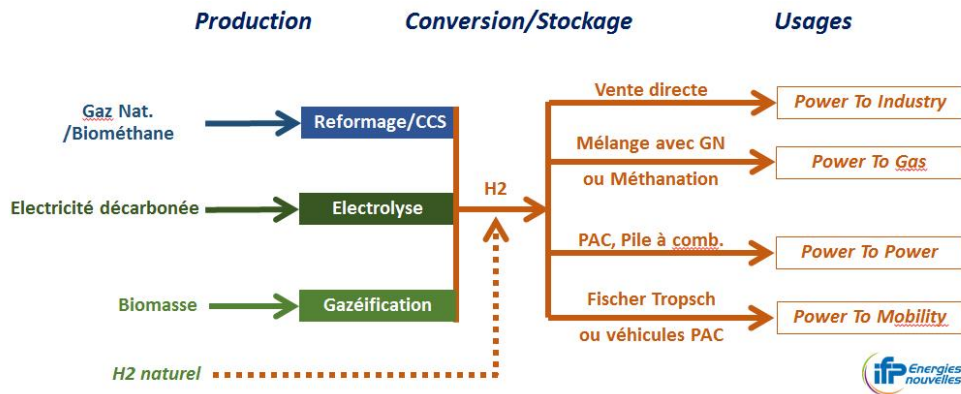 Production
Conversion/Stockage
Usages
Gaz Nat.
/Biométhane
Reformage/CCS
Electricité décarbonée
Electrolyse
Biomasse
Gazéification
H2 naturel
H2
Vente directe
Power To Industry
Mélange avec GN
ou Méthanation
Power To Gas
PAC, Pile à comb.
Power To Power
Fischer Tropsch
ou véhicules PAC
Power To Mobility
ifp Energies
nouvelles